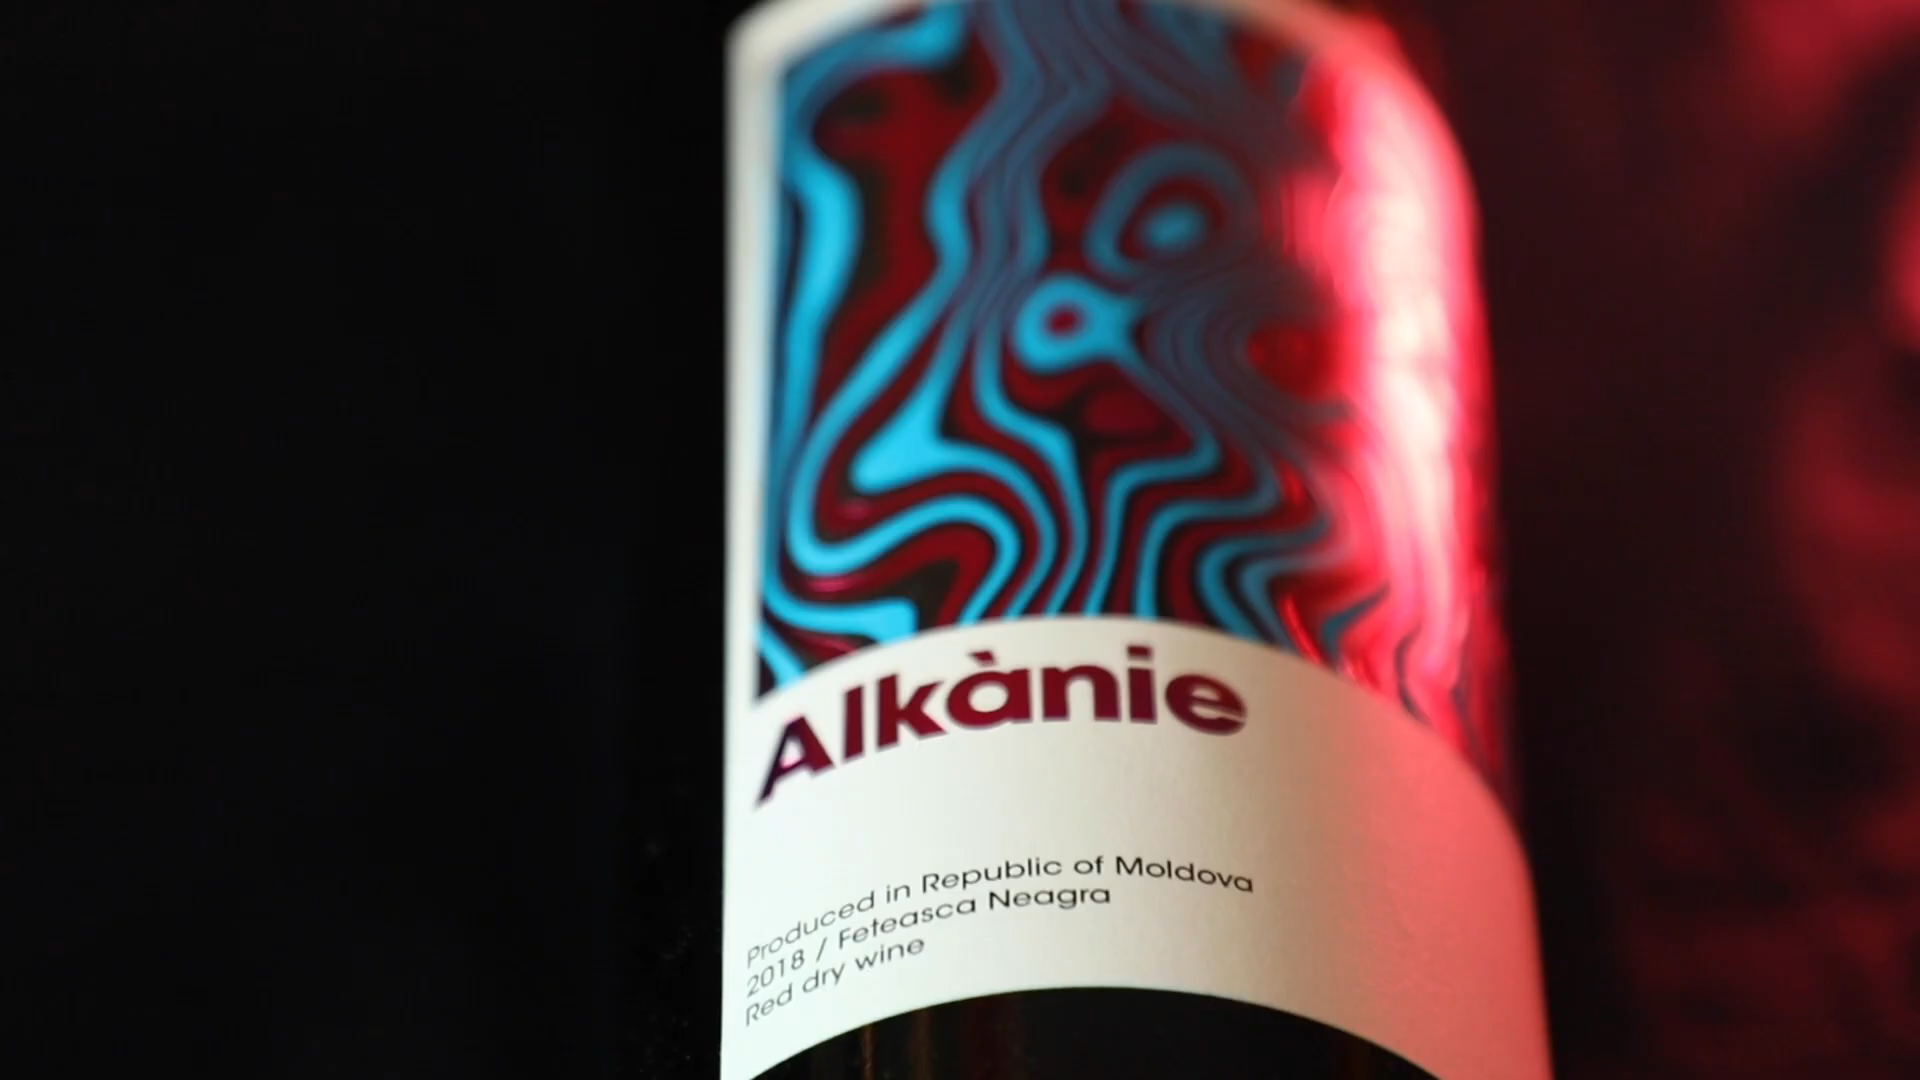 Alkànie
Produced in Republic of Moldova
2018 / Feteasca Neagra
Red dry wine